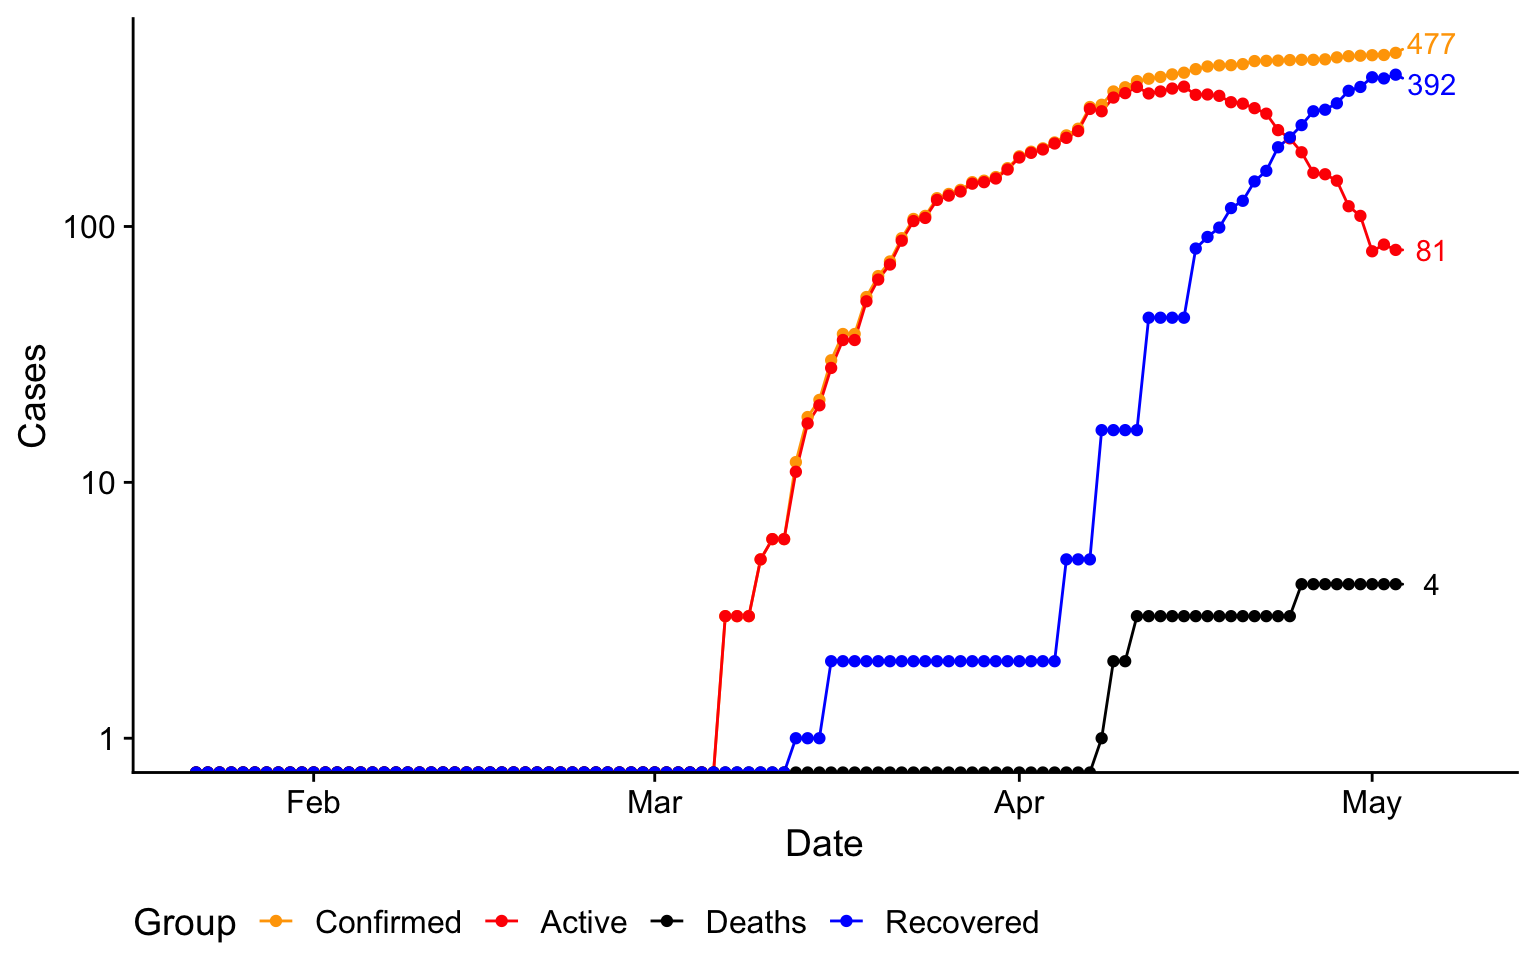 477
392
100
81
Cases
10
4
1
Feb Mar Apr May
Date
Group Confirmed Active Deaths Recovered